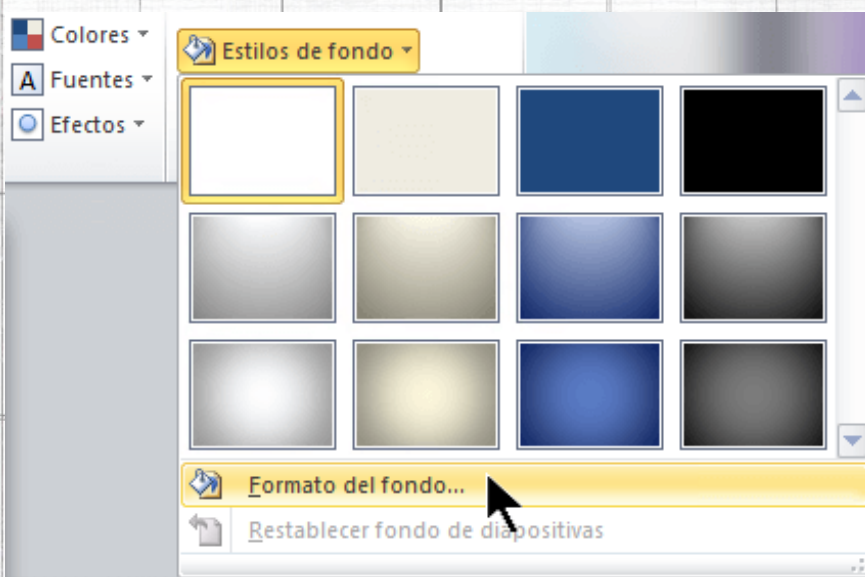 Colores
Estilos de fondo
A Fuentes
Efectos
Formato del fondo...
Restablecer fondo de diapositivas